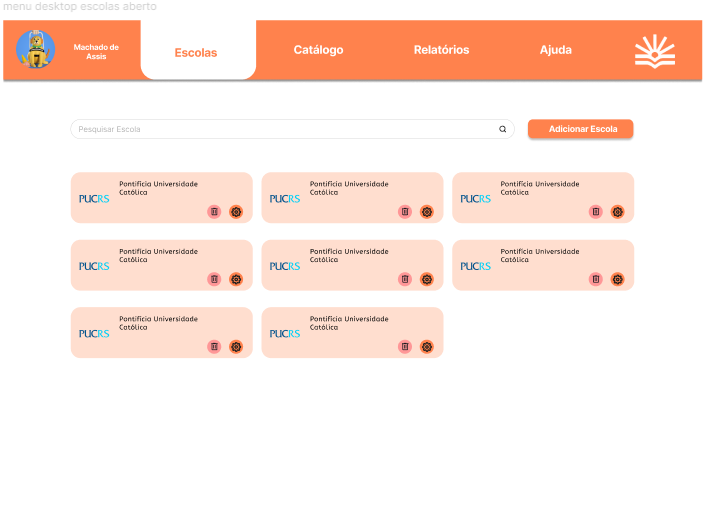 menu desktop escolas aberto
Machado de
Assis
Escolas
Catálogo
Relatórios
Ajuda
Pesquisar Escola
Adicionar Escola
PUCRS
Pontifícia Universidade
Católica
PUCRS
Pontifícia Universidade
Católica
PUCRS
Pontifícia Universidade
Católica
PUCRS
Pontifícia Universidade
Católica
PUCRS
Pontifícia Universidade
Católica
PUCRS
Pontifícia Universidade
Católica
PUCRS
Pontifícia Universidade
Católica
PUCRS
Pontifícia Universidade
Católica